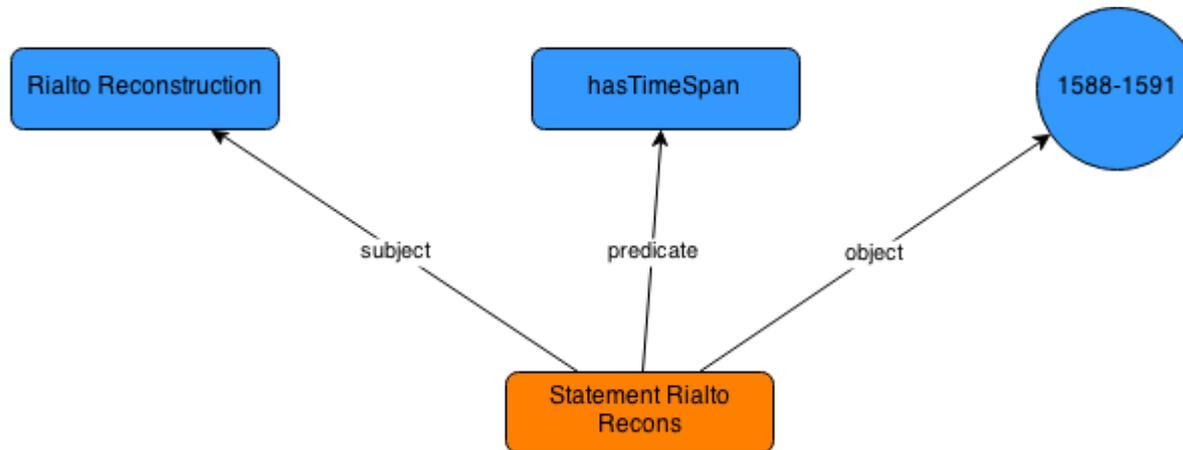 Rialto Reconstruction
hasTimeSpan
1588-1591
subject
predicate
object
Statement Rialto
Recons